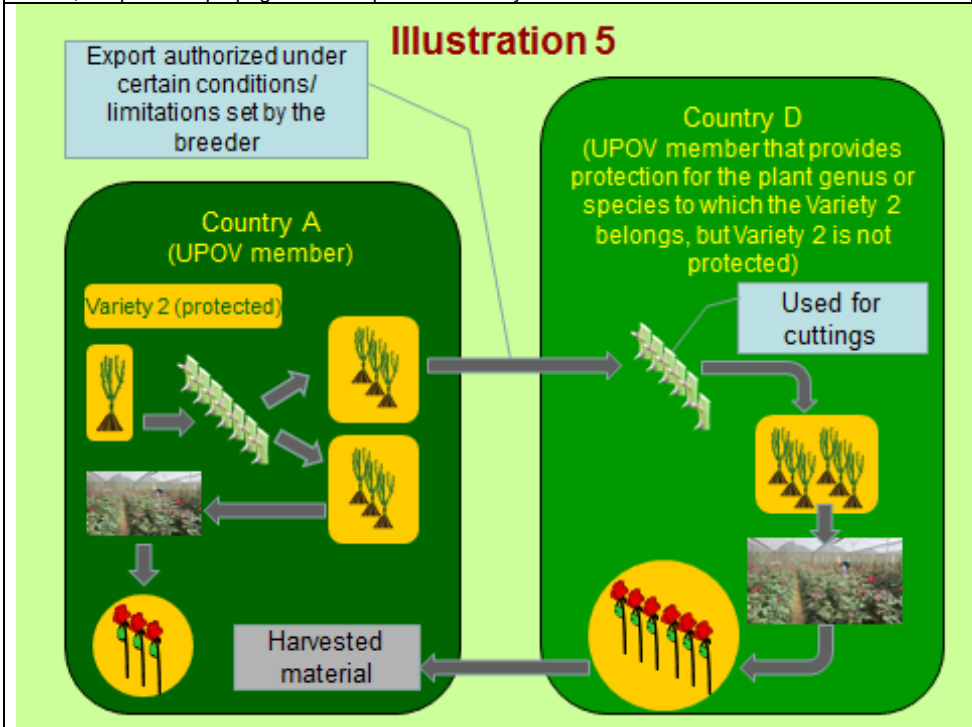 Illustration 5
Export authorized under
certain conditions/
limitations set by the
breeder
Country A
(UPOV member)
Variety 2 (protected)
Country D
(UPOV member that provides
protection for the plant genus or
species to which the Variety 2
belongs, but Variety 2 is not
protected)
Used for
cuttings
Harvested
material